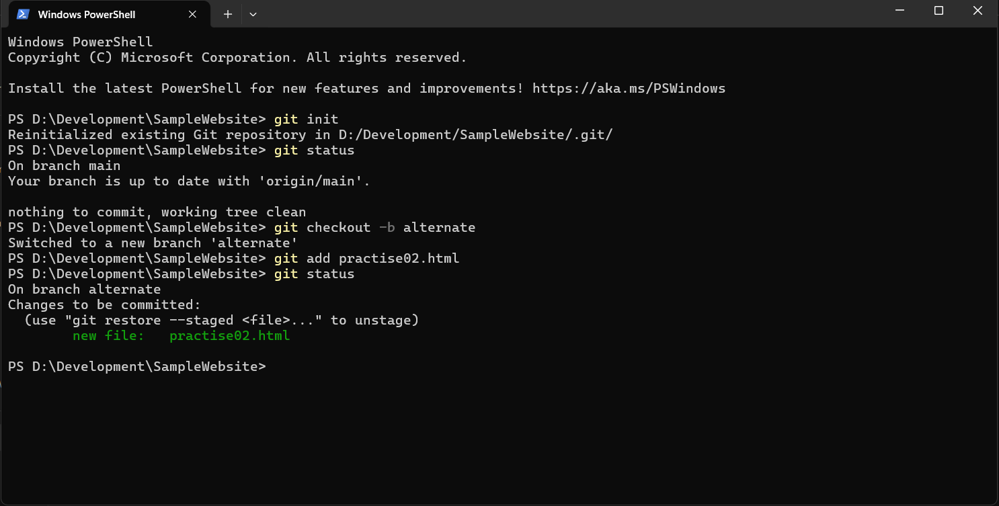 Windows PowerShell
Windows PowerShell
Copyright (C) Microsoft Corporation. All rights reserved.
Install the latest PowerShell for new features and improvements! https://aka.ms/PSWindows
PS D:\Development\SampleWebsite> git init
Reinitialized existing Git repository in D:/Development/SampleWebsite/.git/
PS D:\Development\SampleWebsite> git status
On branch main
Your branch is up to date with 'origin/main'.
nothing to commit, working tree clean
PS D:\Development\SampleWebsite> git checkout -b alternate
Switched to a new branch 'alternate'
PS D:\Development\SampleWebsite> git add practise02.html
PS D:\Development\SampleWebsite> git status
On branch alternate
Changes to be committed:
  (use "git restore --staged <file>..." to unstage)
        new file:   practise02.html
PS D:\Development\SampleWebsite>